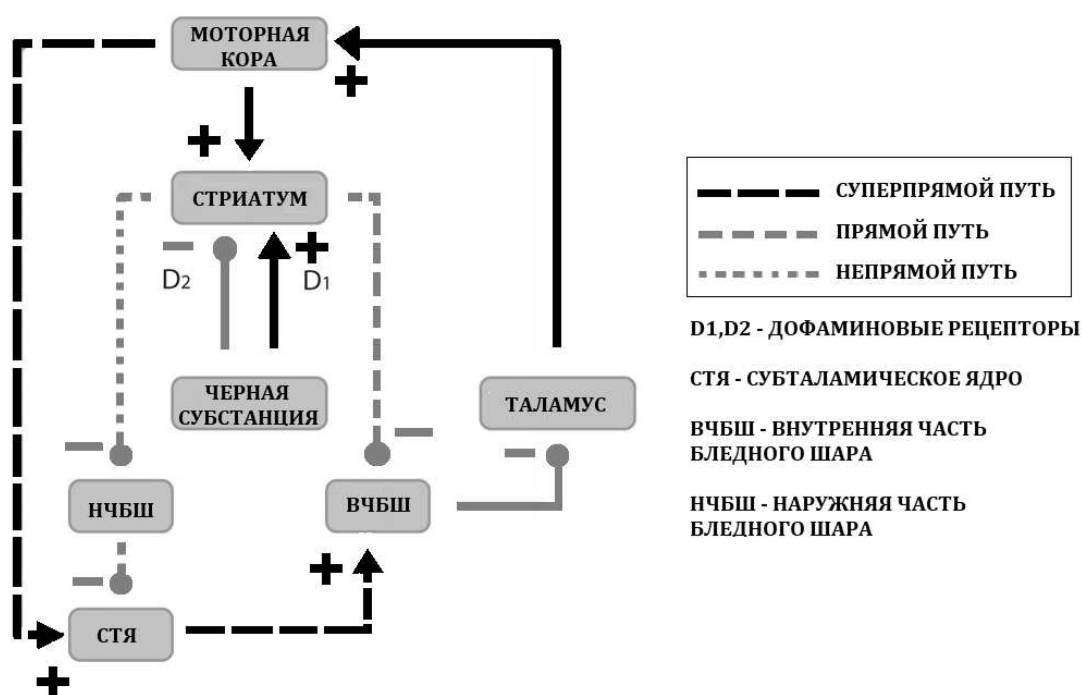 МОТОРНАЯ
КОРА
+
+
СТРИАТУМ
D2
+
D1
ЧЕРНАЯ
СУБСТАНЦИЯ
ТАЛАМУС
НЧБШ
ВЧБШ
+
СТЯ
+
СУПЕРПРЯМОЙ ПУТЬ
ПРЯМОЙ ПУТЬ
НЕПРЯМОЙ ПУТЬ
D1,D2 - ДОФАМИНОВЫЕ РЕЦЕПТОРЫ
СТЯ - СУБТАЛАМИЧЕСКОЕ ЯДРО
ВЧБШ - ВНУТРЕННЯЯ ЧАСТЬ
БЛЕДНОГО ШАРА
НЧБШ - НАРУЖНЯЯ ЧАСТЬ
БЛЕДНОГО ШАРА